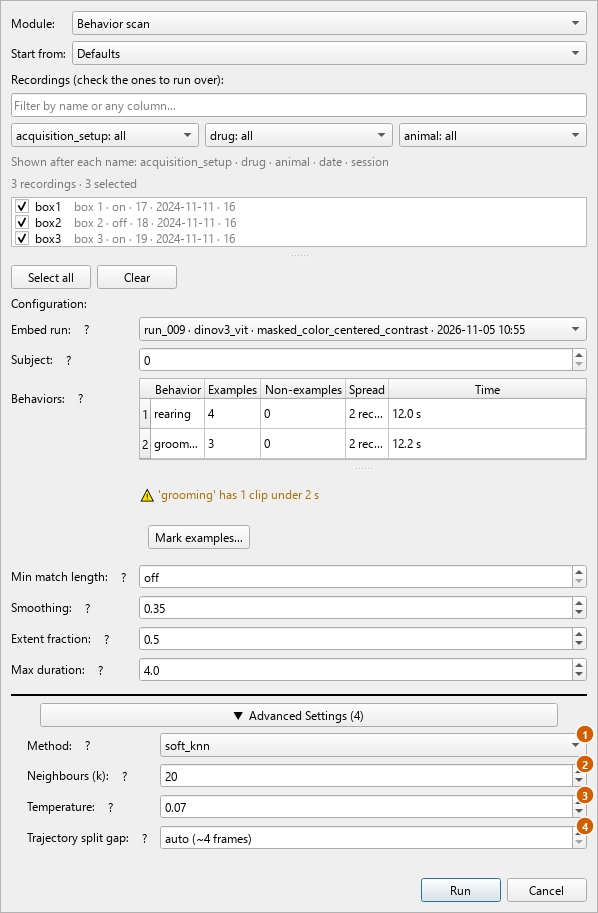 Module: Behavior scan
Start from: Defaults
Recordings (check the ones to run over):
Filter by name or any column...
acquisition_setup: all drug: all animal: all
Shown after each name: acquisition_setup · drug · animal · date · session
3 recordings · 3 selected
box1 box 1 · on · 17 · 2024-11-11 · 16
box2 box 2 · off · 18 · 2024-11-11 · 16
box3 box 3 · on · 19 · 2024-11-11 · 16
Select all Clear
Configuration:
Embed run: ? run_009 · dinov3_vit · masked_color_centered_contrast · 2026-11-05 10:55
Subject: ? 0
Behaviors: ?
Behavior Examples Non-examples Spread Time
1 rearing 4 0 2 rec... 12.0 s
2 groom... 3 0 2 rec... 12.2 s
'grooming' has 1 clip under 2 s
Mark examples...
Min match length: ? off
Smoothing: ? 0.35
Extent fraction: ? 0.5
Max duration: ? 4.0
▼ Advanced Settings (4)
Method: ? soft_knn 1
Neighbours (k): ? 20 2
Temperature: ? 0.07 3
Trajectory split gap: ? auto (~4 frames) 4
Run Cancel